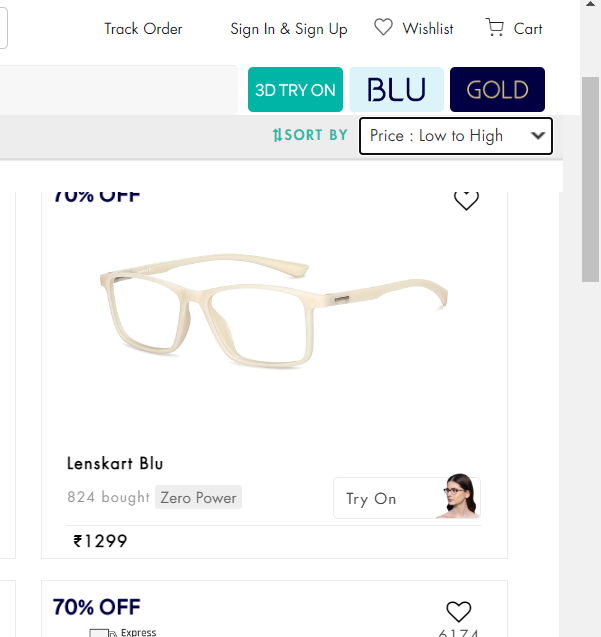 Track Order Sign In & Sign Up Wishlist Cart
3D TRY ON BLU GOLD
SORT BY Price : Low to High
70% OFF
Lenskart Blu
824 bought Zero Power Try On
₹1299
70% OFF
Express
6174